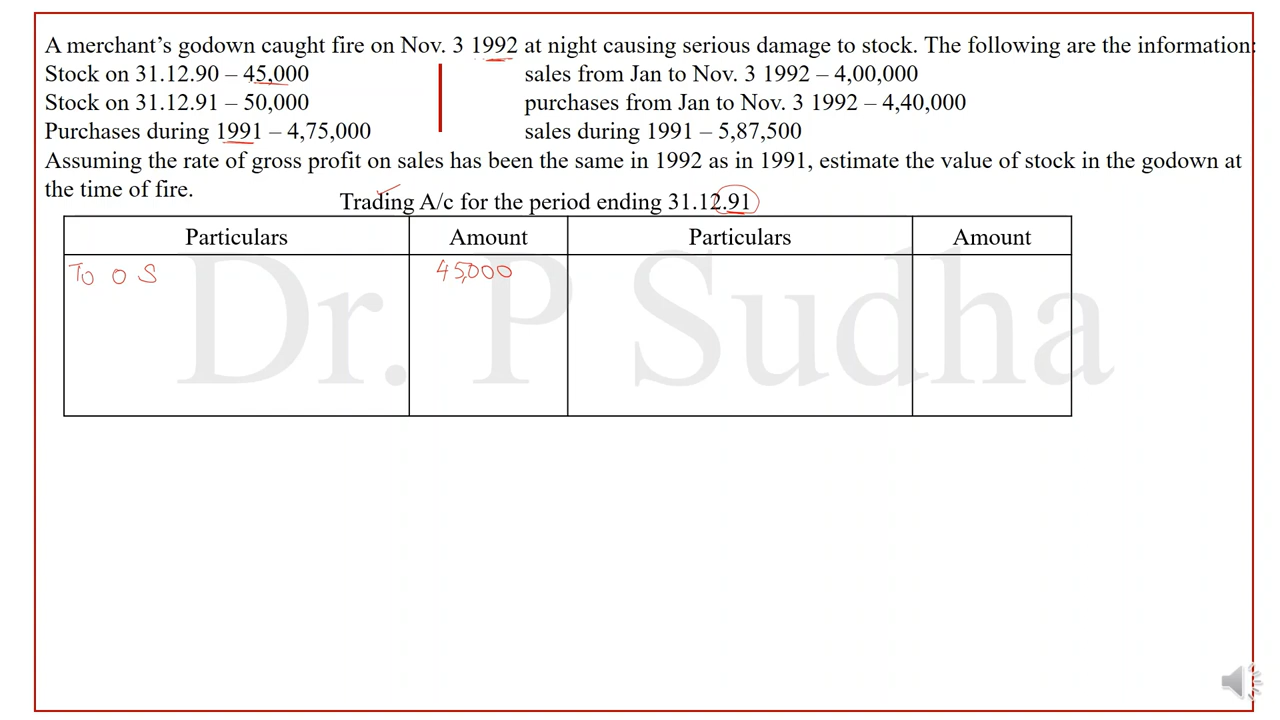 A merchant's godown caught fire on Nov. 3 1992 at night causing serious damage to stock. The following are the information:
Stock on 31.12.90 – 45,000 sales from Jan to Nov. 3 1992 – 4,00,000
Stock on 31.12.91 – 50,000 purchases from Jan to Nov. 3 1992 – 4,40,000
Purchases during 1991 – 4,75,000 sales during 1991 – 5,87,500
Assuming the rate of gross profit on sales has been the same in 1992 as in 1991, estimate the value of stock in the godown at
the time of fire.
Trading A/c for the period ending 31.12.91
Particulars Amount Particulars Amount
To O S 45,000
Dr. P Sudha